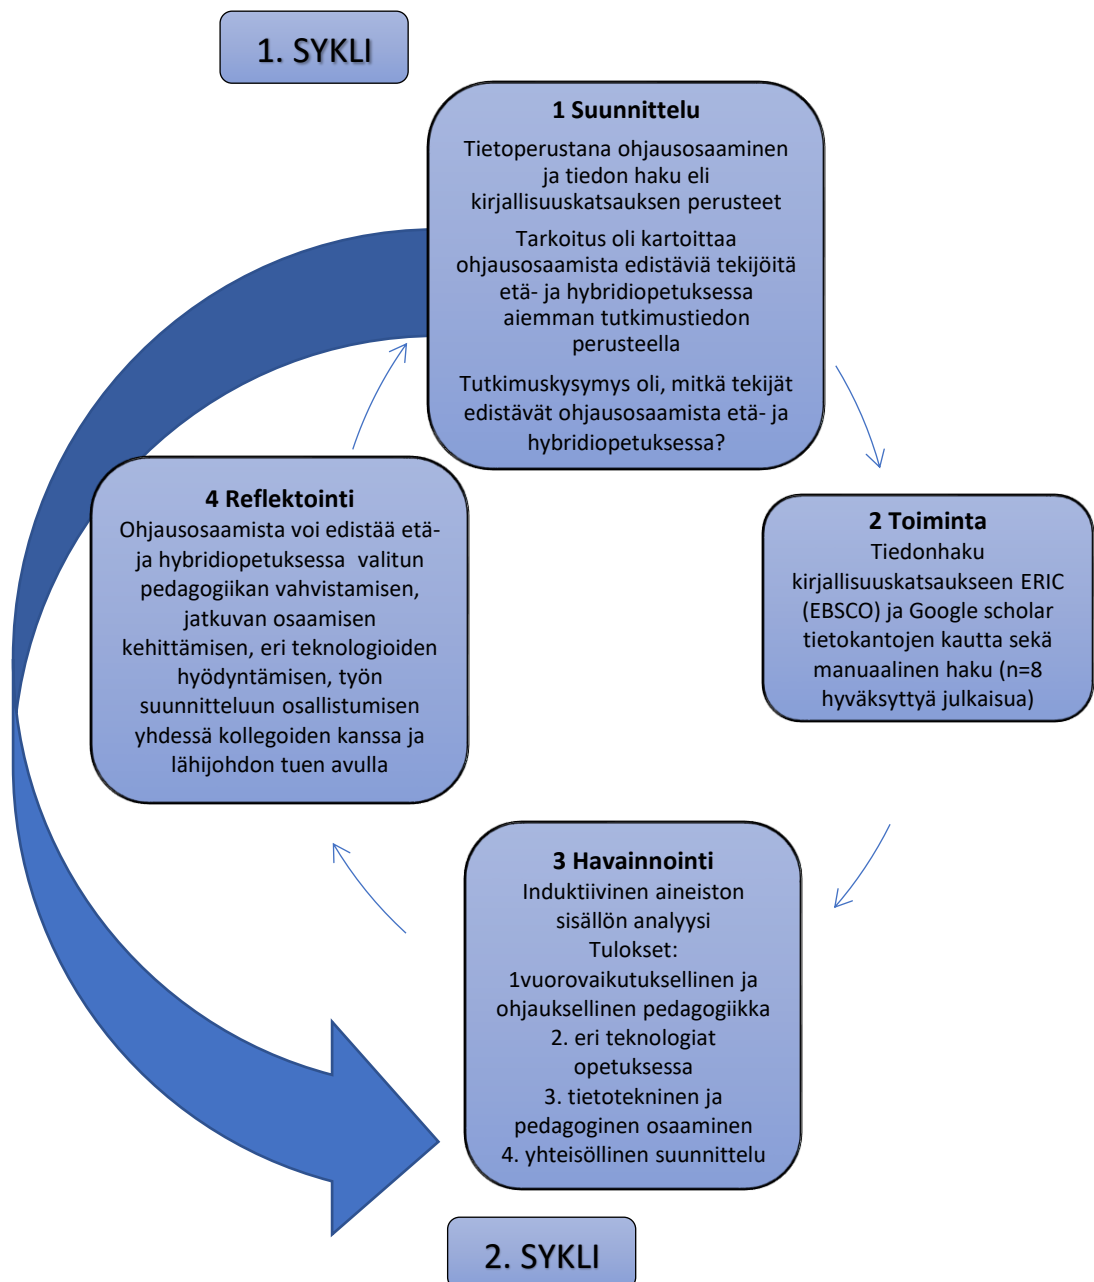 1. SYKLI
1 Suunnittelu
Tietoperustana ohjausosaaminen
ja tiedon haku eli
kirjallisuuskatsauksen perusteet
Tarkoitus oli kartoittaa
ohjausosaamista edistäviä tekijöitä
etä- ja hybridiopetuksessa
aiemman tutkimustiedon
perusteella
Tutkimuskysymys oli, mitkä tekijät
edistävät ohjausosaamista etä- ja
hybridiopetuksessa?
2 Toiminta
Tiedonhaku
kirjallisuuskatsaukseen ERIC
(EBSCO) ja Google scholar
tietokantojen kautta sekä
manuaalinen haku (n=8
hyväksyttyä julkaisua)
3 Havainnointi
Induktiivinen aineiston
sisällön analyysi
Tulokset:
1vuorovaikutuksellinen ja
ohjauksellinen pedagogiikka
2. eri teknologiat
opetuksessa
3. tietotekninen ja
pedagoginen osaaminen
4. yhteisöllinen suunnittelu
4 Reflektointi
Ohjausosaamista voi edistää etä-
ja hybridiopetuksessa valitun
pedagogiikan vahvistamisen,
jatkuvan osaamisen
kehittämisen, eri teknologioiden
hyödyntämisen, työn
suunnitteluun osallistumisen
yhdessä kollegoiden kanssa ja
lähijohdon tuen avulla
2. SYKLI